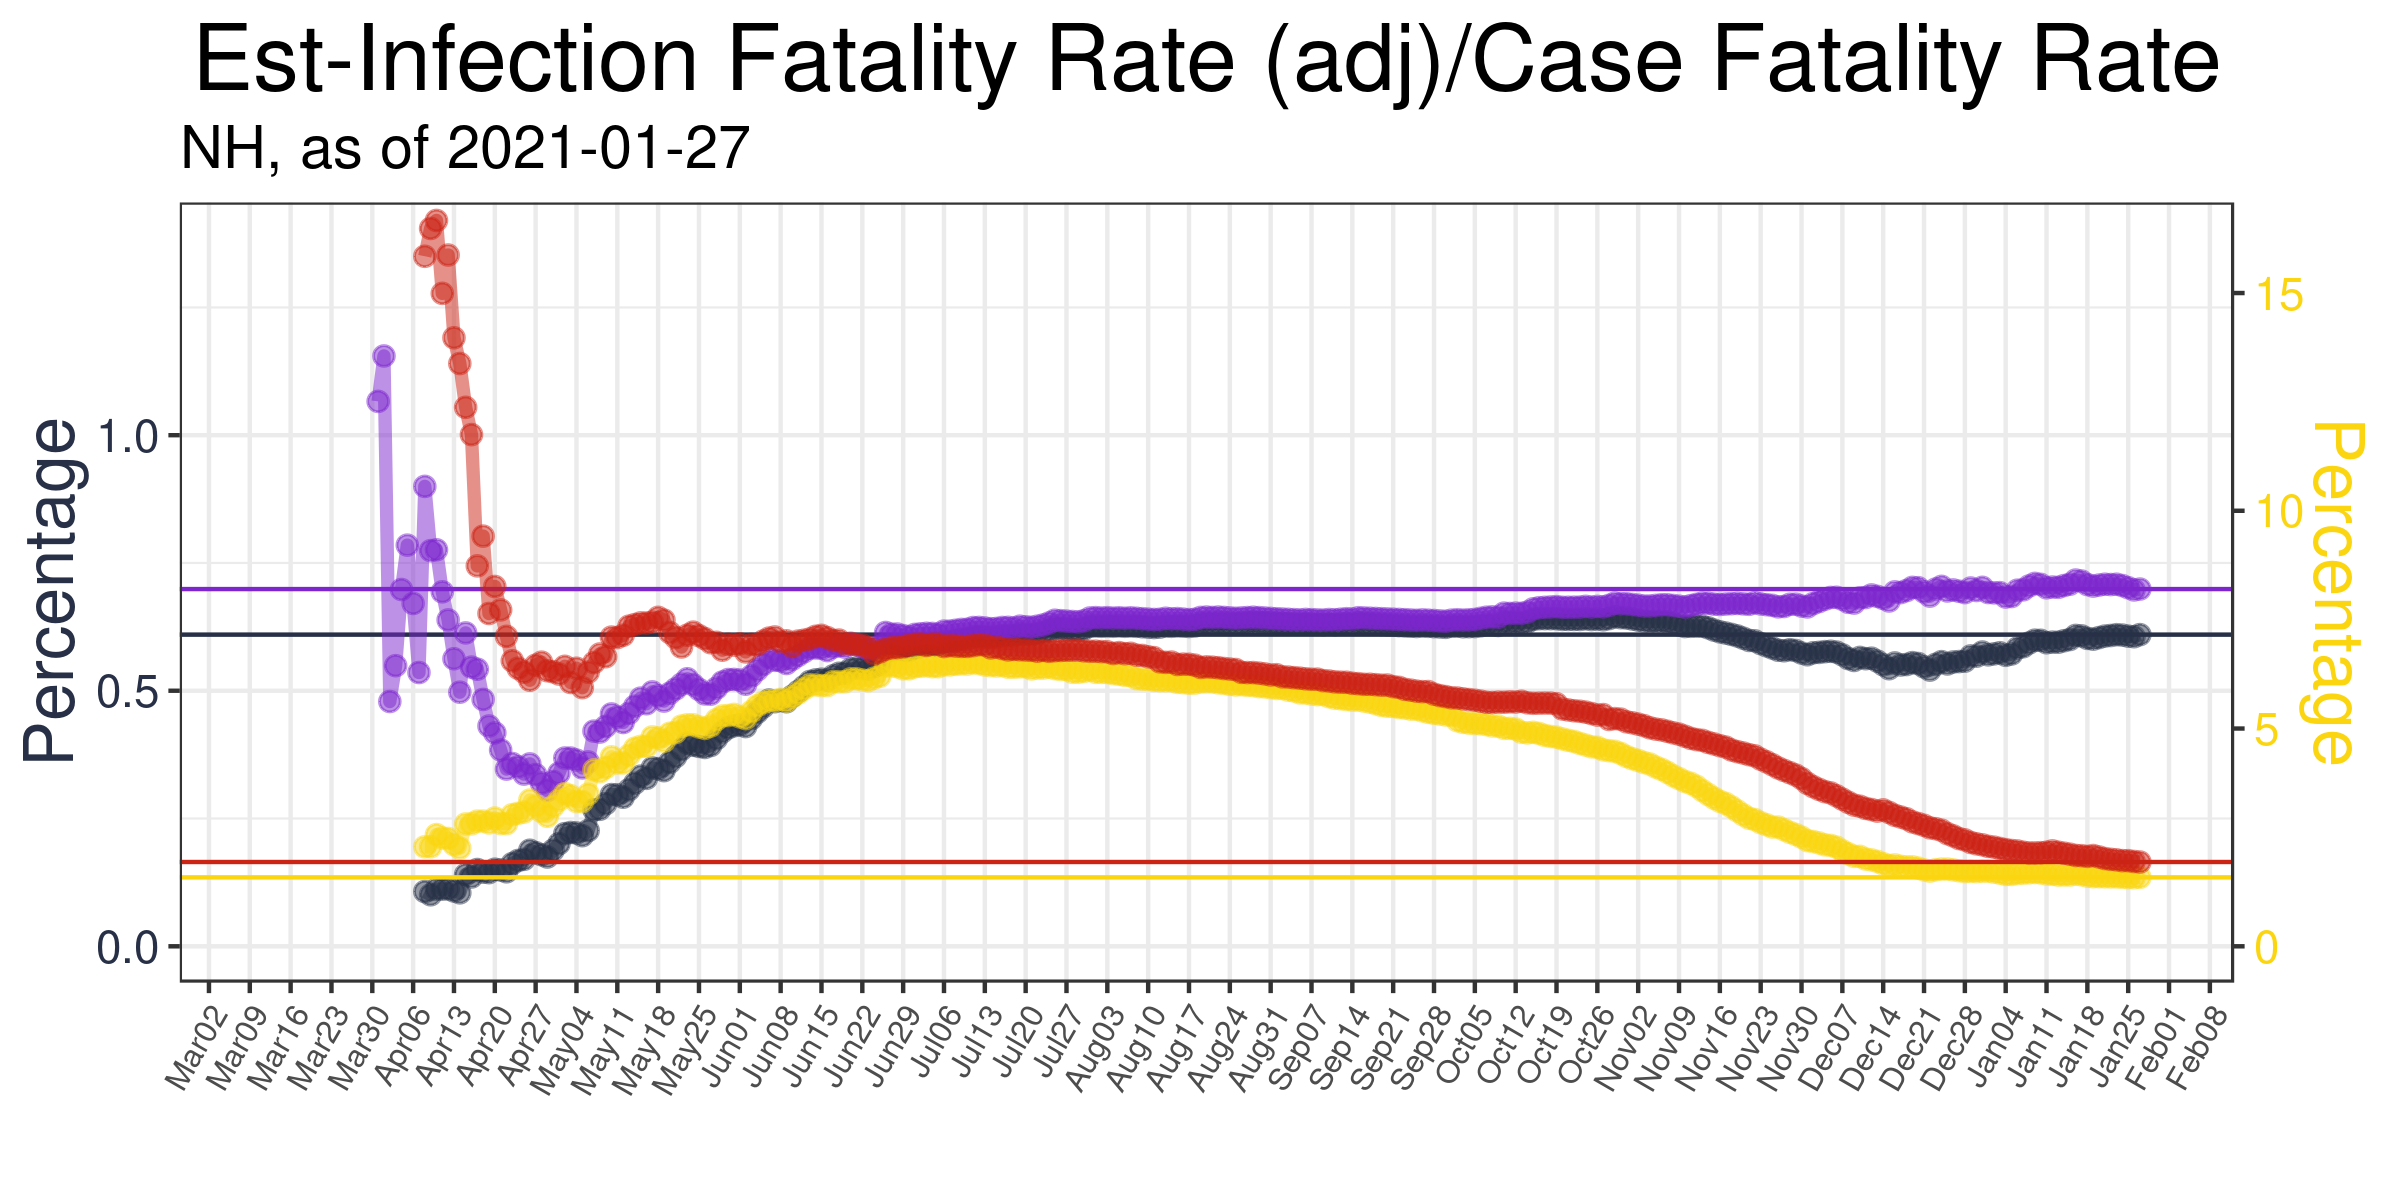 Est-Infection Fatality Rate (adj)/Case Fatality Rate
NH, as of 2021-01-27
Percentage
1.0
0.5
0.0
15
10
5
0
Percentage
Mar02
Mar09
Mar16
Mar23
Mar30
Apr06
Apr13
Apr20
Apr27
May04
May11
May18
May25
Jun01
Jun08
Jun15
Jun22
Jun29
Jul06
Jul13
Jul20
Jul27
Aug03
Aug10
Aug17
Aug24
Aug31
Sep07
Sep14
Sep21
Sep28
Oct05
Oct12
Oct19
Oct26
Nov02
Nov09
Nov16
Nov23
Nov30
Dec07
Dec14
Dec21
Dec28
Jan04
Jan11
Jan18
Jan25
Feb01
Feb08